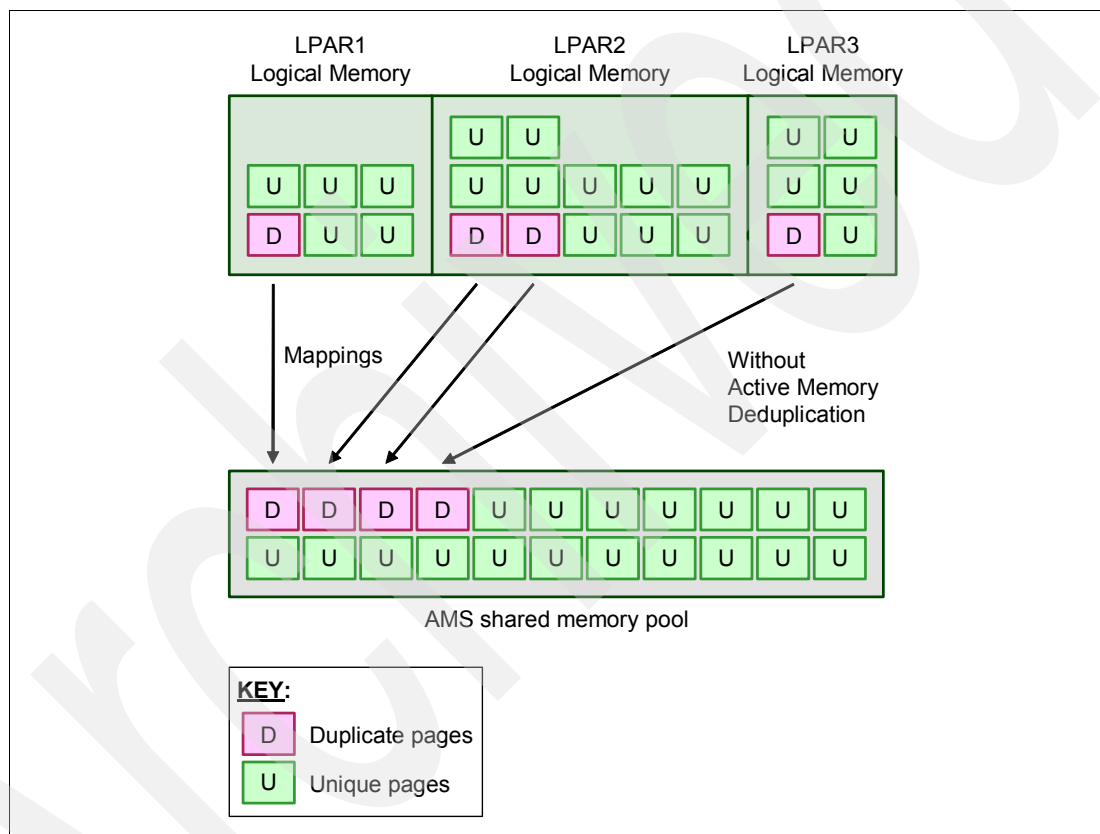 LPAR1
Logical Memory
LPAR2
Logical Memory
LPAR3
Logical Memory
U U U U
U U U U U U U U U U
D U U D D U U U D U
Mappings
Without
Active Memory
Deduplication
D D D D U U U U U U U
U U U U U U U U U U U
AMS shared memory pool
KEY:
D Duplicate pages
U Unique pages
Archived